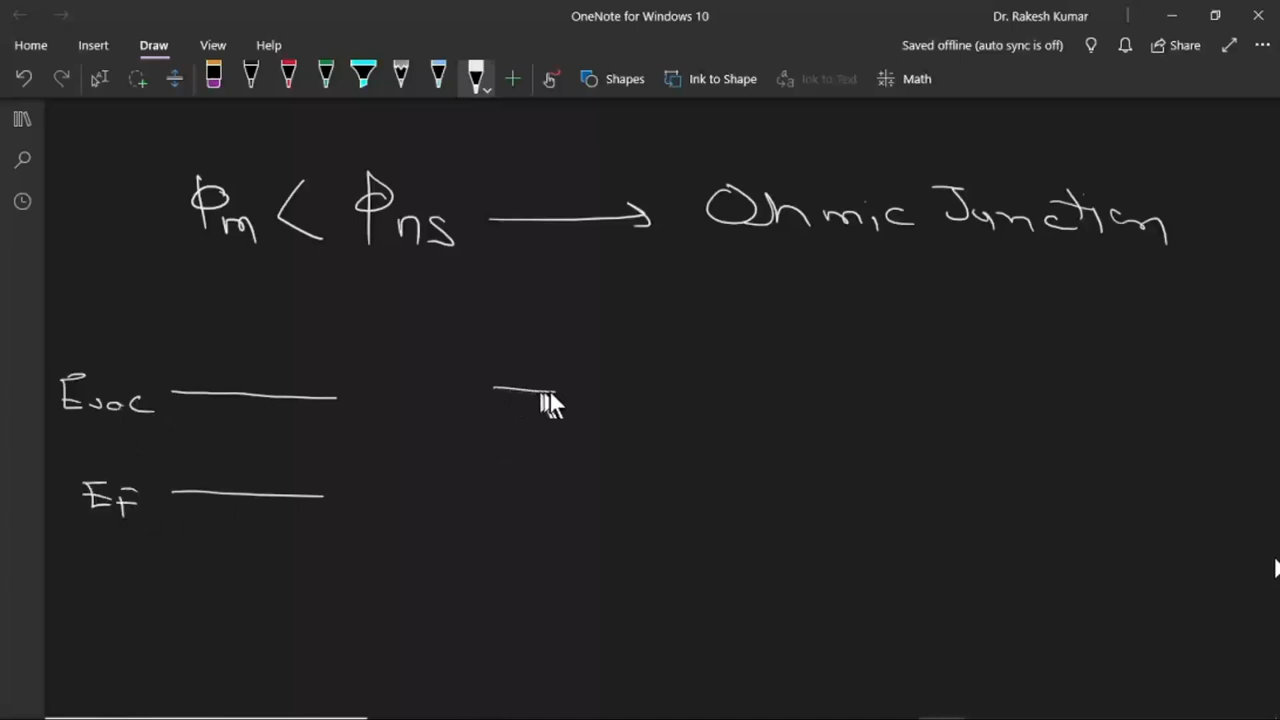 OneNote for Windows 10
Dr. Rakesh Kumar
Home Insert Draw View Help
Saved offline (auto sync is off) Share
Shapes Ink to Shape Ink to Text Math
ϕm < ϕns → Ohmic Junction
Evac
EF